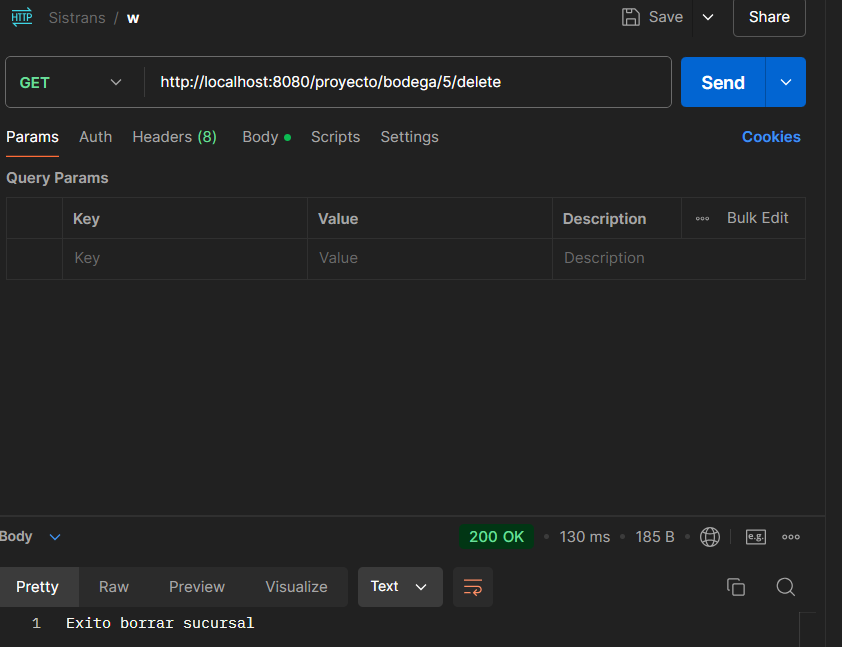 HTTP Sistrans / w Save Share
GET http://localhost:8080/proyecto/bodega/5/delete Send
Params Auth Headers (8) Body Scripts Settings Cookies
Query Params
Key Value Description Bulk Edit
Key Value Description
Body 200 OK 130 ms 185 B e.g.
Pretty Raw Preview Visualize Text
1 Exito borrar sucursal